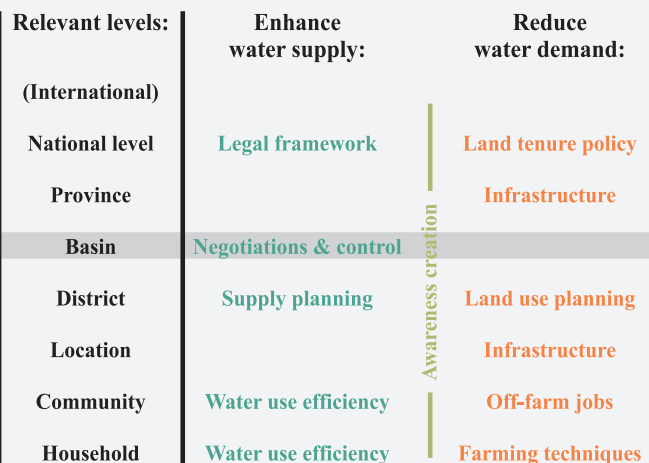 Relevant levels: Enhance water supply: Reduce water demand:
(International)
National level Legal framework Land tenure policy
Province Infrastructure
Basin Negotiations & control
Awareness creation
District Supply planning Land use planning
Location Infrastructure
Community Water use efficiency Off-farm jobs
Household Water use efficiency Farming techniques